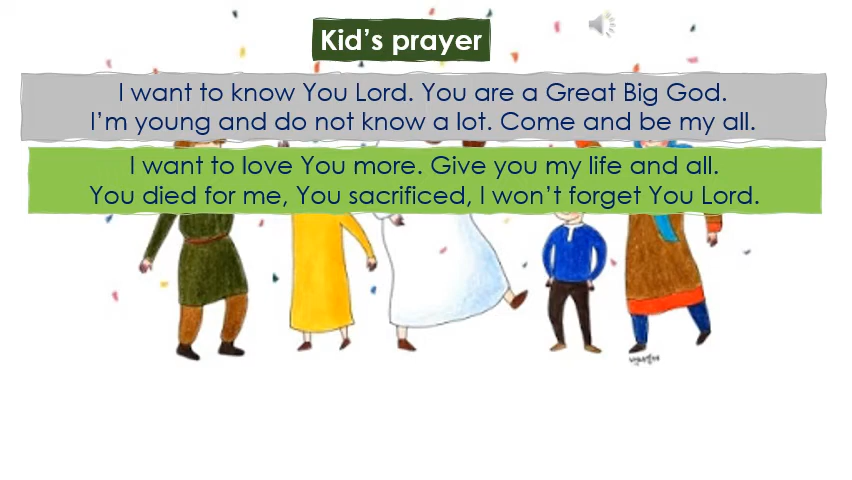 Kid’s prayer
I want to know You Lord. You are a Great Big God.
I’m young and do not know a lot. Come and be my all.
I want to love You more. Give you my life and all.
You died for me, You sacrificed, I won’t forget You Lord.